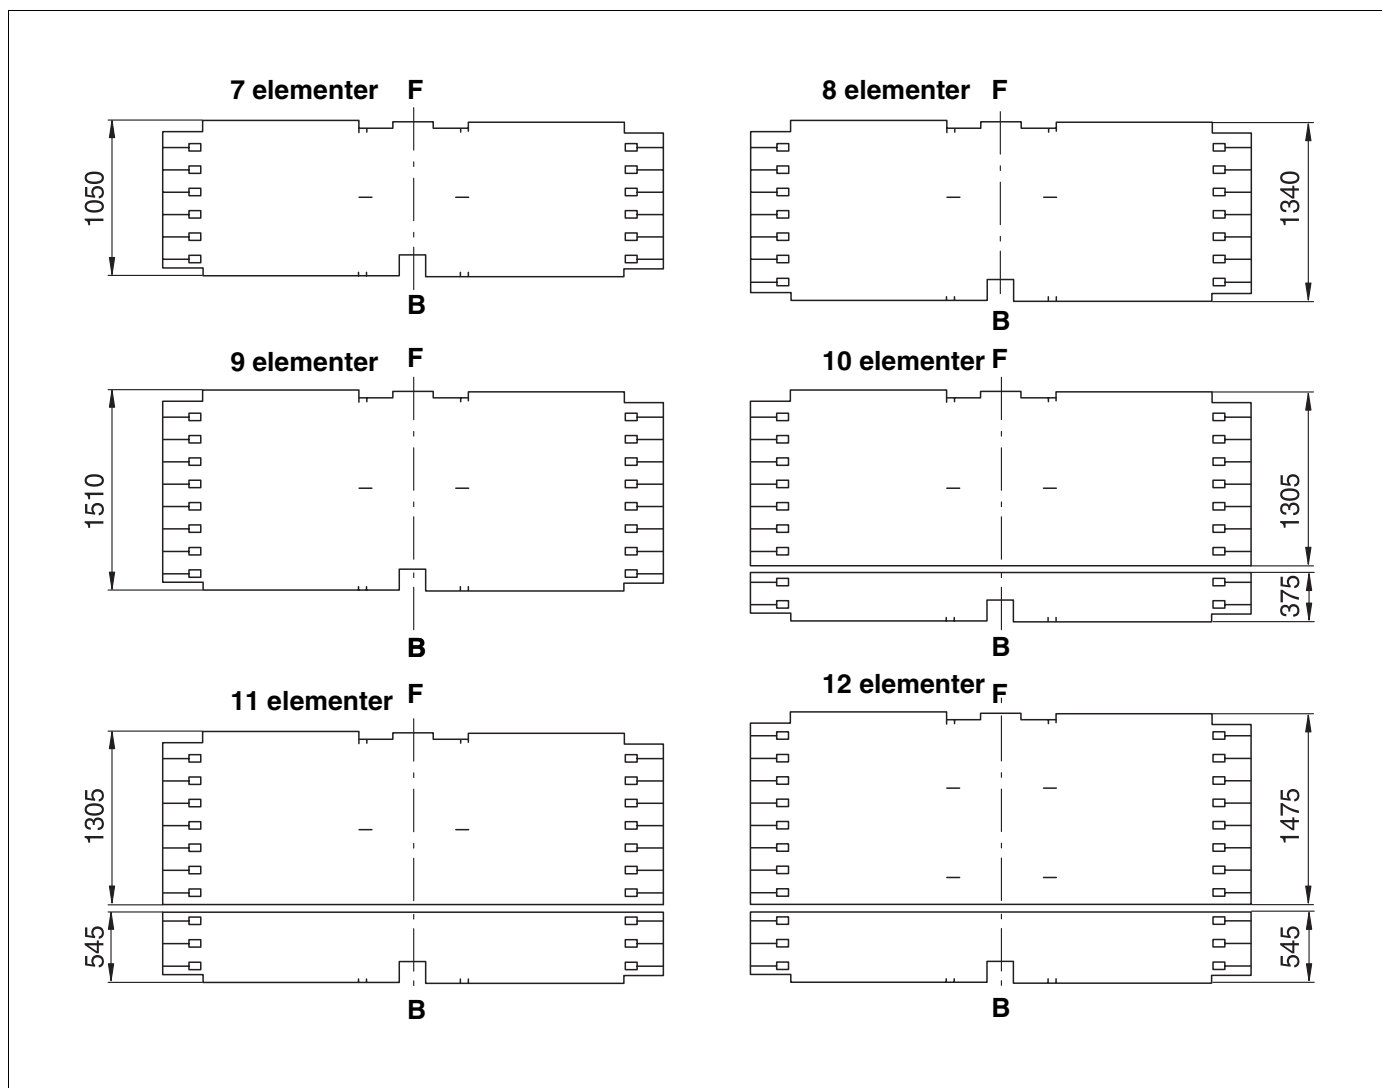 7 elementer F
1050
B
8 elementer F
1340
B
9 elementer F
1510
B
10 elementer F
1305
375
B
11 elementer F
1305
545
B
12 elementer F
1475
545
B